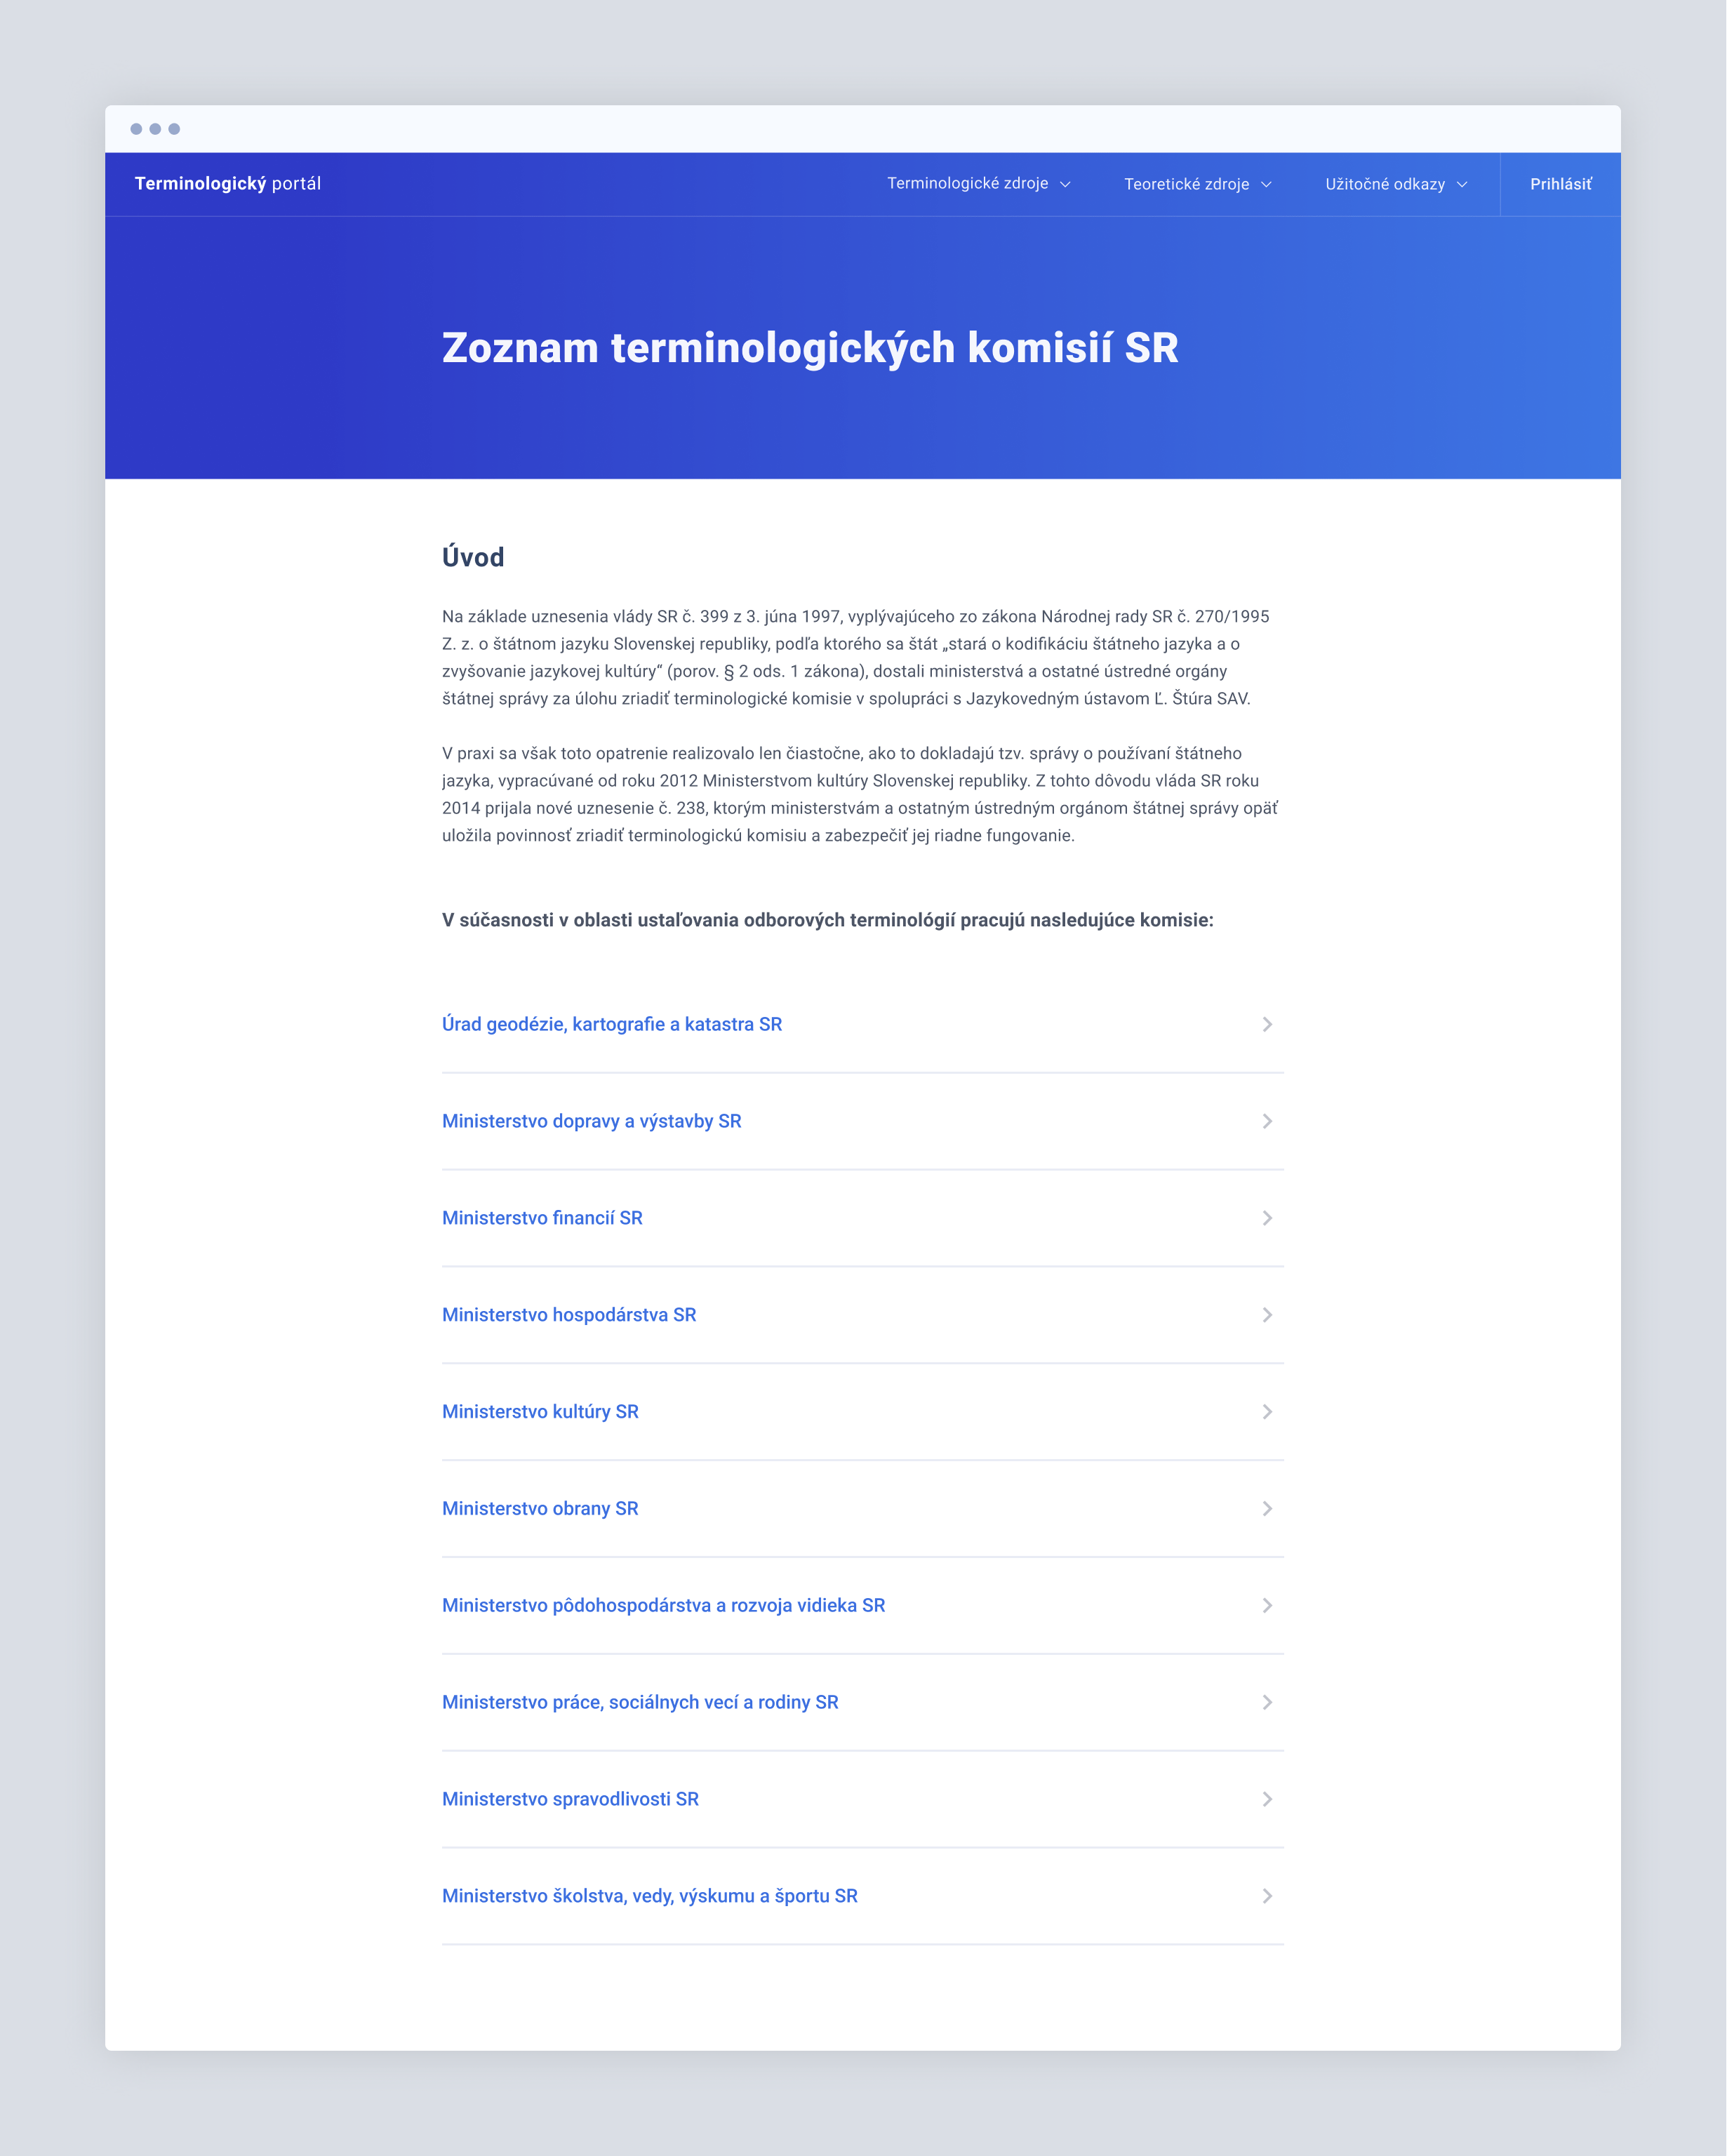 Terminologický portál
Terminologické zdroje
Teoretické zdroje
Užitočné odkazy
Prihlásiť
Zoznam terminologických komisií SR
Úvod
Na základe uznesenia vlády SR č. 399 z 3. júna 1997, vyplývajúceho zo zákona Národnej rady SR č. 270/1995
Z. z. o štátnom jazyku Slovenskej republiky, podľa ktorého sa štát „stará o kodifikáciu štátneho jazyka a o
zvyšovanie jazykovej kultúry“ (porov. § 2 ods. 1 zákona), dostali ministerstvá a ostatné ústredné orgány
štátnej správy za úlohu zriadiť terminologické komisie v spolupráci s Jazykovedným ústavom Ľ. Štúra SAV.
V praxi sa však toto opatrenie realizovalo len čiastočne, ako to dokladajú tzv. správy o používaní štátneho
jazyka, vypracúvané od roku 2012 Ministerstvom kultúry Slovenskej republiky. Z tohto dôvodu vláda SR roku
2014 prijala nové uznesenie č. 238, ktorým ministerstvám a ostatným ústredným orgánom štátnej správy opäť
uložila povinnosť zriadiť terminologickú komisiu a zabezpečiť jej riadne fungovanie.
V súčasnosti v oblasti ustaľovania odborových terminológií pracujú nasledujúce komisie:
Úrad geodézie, kartografie a katastra SR
Ministerstvo dopravy a výstavby SR
Ministerstvo financií SR
Ministerstvo hospodárstva SR
Ministerstvo kultúry SR
Ministerstvo obrany SR
Ministerstvo pôdohospodárstva a rozvoja vidieka SR
Ministerstvo práce, sociálnych vecí a rodiny SR
Ministerstvo spravodlivosti SR
Ministerstvo školstva, vedy, výskumu a športu SR